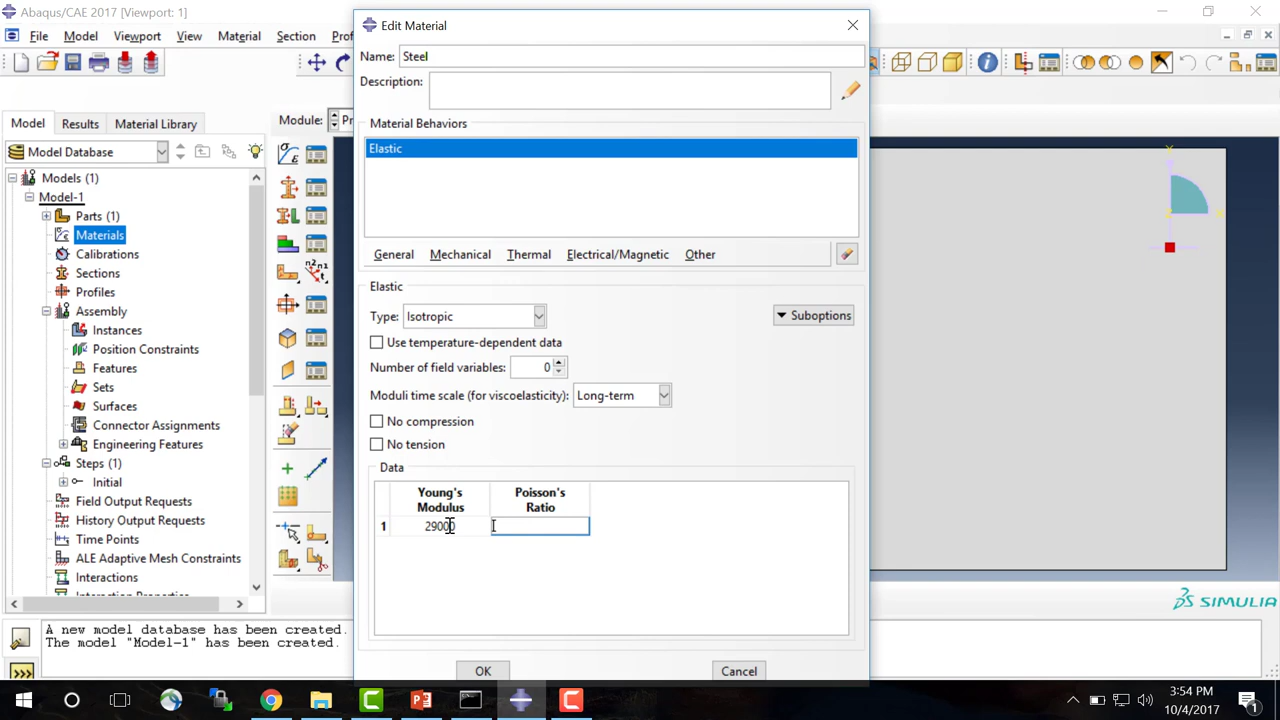 Abaqus/CAE 2017 [Viewport: 1]
File Model Viewport View Material Section
Edit Material
Name: Steel
Description:
Material Behaviors
Elastic
General Mechanical Thermal Electrical/Magnetic Other
Elastic
Type: Isotropic
Suboptions
Use temperature-dependent data
Number of field variables: 0
Moduli time scale (for viscoelasticity): Long-term
No compression
No tension
Data
Young's
Modulus
Poisson's
Ratio
1 29000
OK Cancel
Model Results Material Library
Module:
Model Database
Models (1)
Model-1
Parts (1)
Materials
Calibrations
Sections
Profiles
Assembly
Instances
Position Constraints
Features
Sets
Surfaces
Connector Assignments
Engineering Features
Steps (1)
Initial
Field Output Requests
History Output Requests
Time Points
ALE Adaptive Mesh Constraints
Interactions
SIMULIA
A new model database has been created.
The model "Model-1" has been created.
3:54 PM
10/4/2017